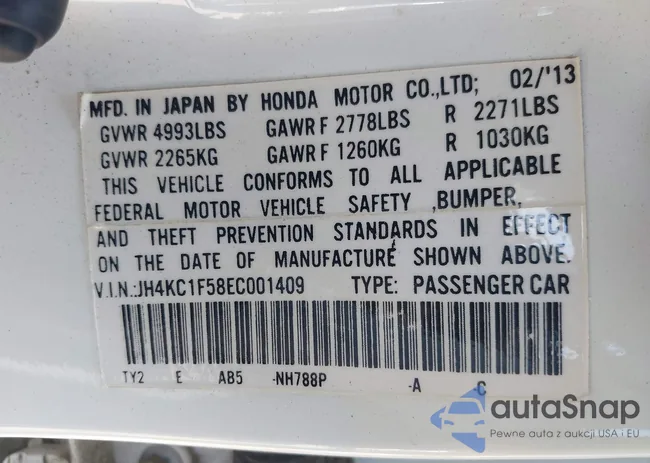 MFD. IN JAPAN BY HONDA MOTOR CO.,LTD; 02/'13
GVWR 4993LBS GAWR F 2778LBS R 2271LBS
GVWR 2265KG GAWR F 1260KG R 1030KG
THIS VEHICLE CONFORMS TO ALL APPLICABLE
FEDERAL MOTOR VEHICLE SAFETY ,BUMPER,
AND THEFT PREVENTION STANDARDS IN EFFECT
ON THE DATE OF MANUFACTURE SHOWN ABOVE.
V.I.N.:JH4KC1F58EC001409 TYPE: PASSENGER CAR
TY2 E AB5 -NH788P -A C
autaSnap
Pewne auta z aukcji USA i EU